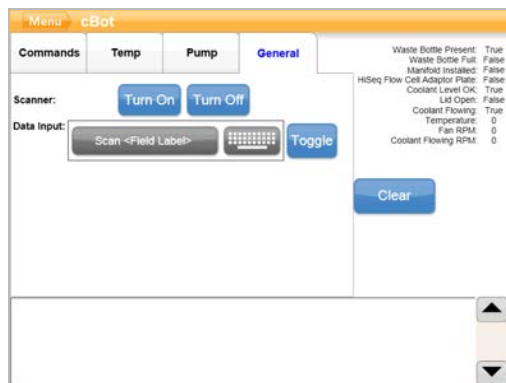 Menu cBot
Commands Temp Pump General
Scanner: Turn On Turn Off
Data Input: Scan <Field Label> Toggle
Waste Bottle Present: True
Waste Bottle Full: False
Manifold Installed: False
HiSeq Flow Cell Adaptor Plate: False
Coolant Level OK: True
Lid Open: False
Coolant Flowing: True
Temperature: 0
Fan RPM: 0
Coolant Flowing RPM: 0
Clear